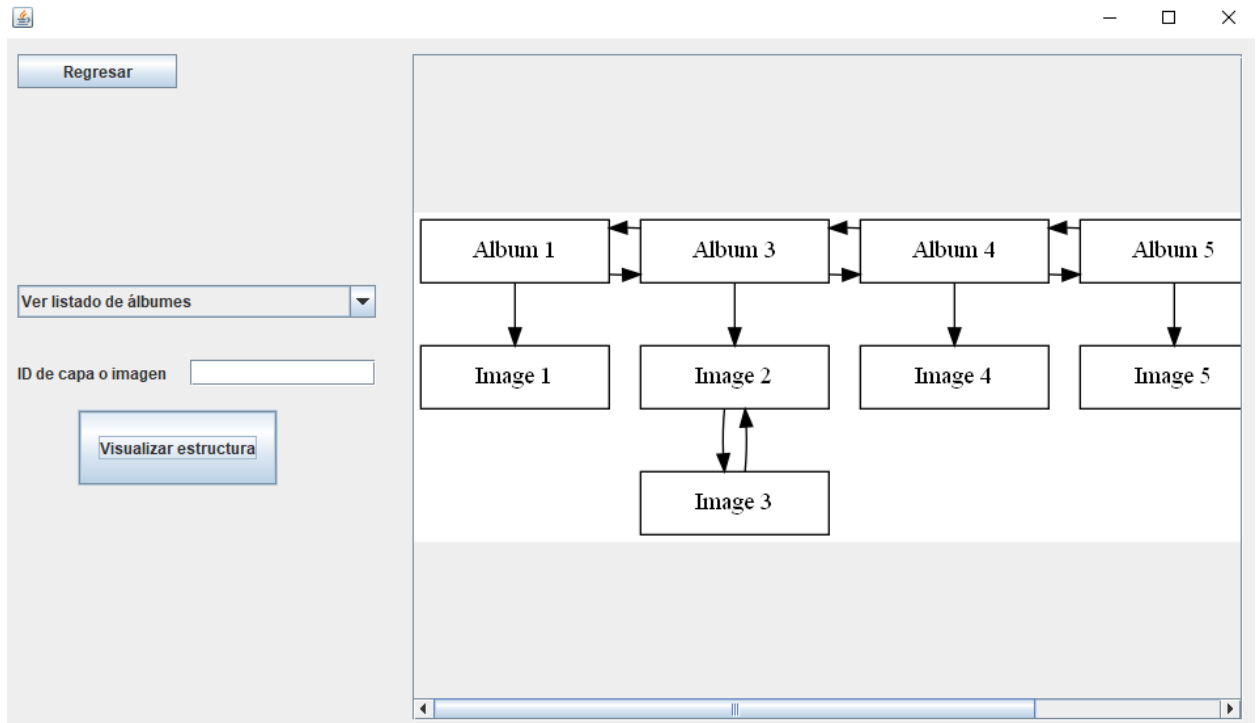 Regresar
Ver listado de álbumes
ID de capa o imagen
Visualizar estructura
Album 1
Album 3
Album 4
Album 5
Image 1
Image 2
Image 4
Image 5
Image 3